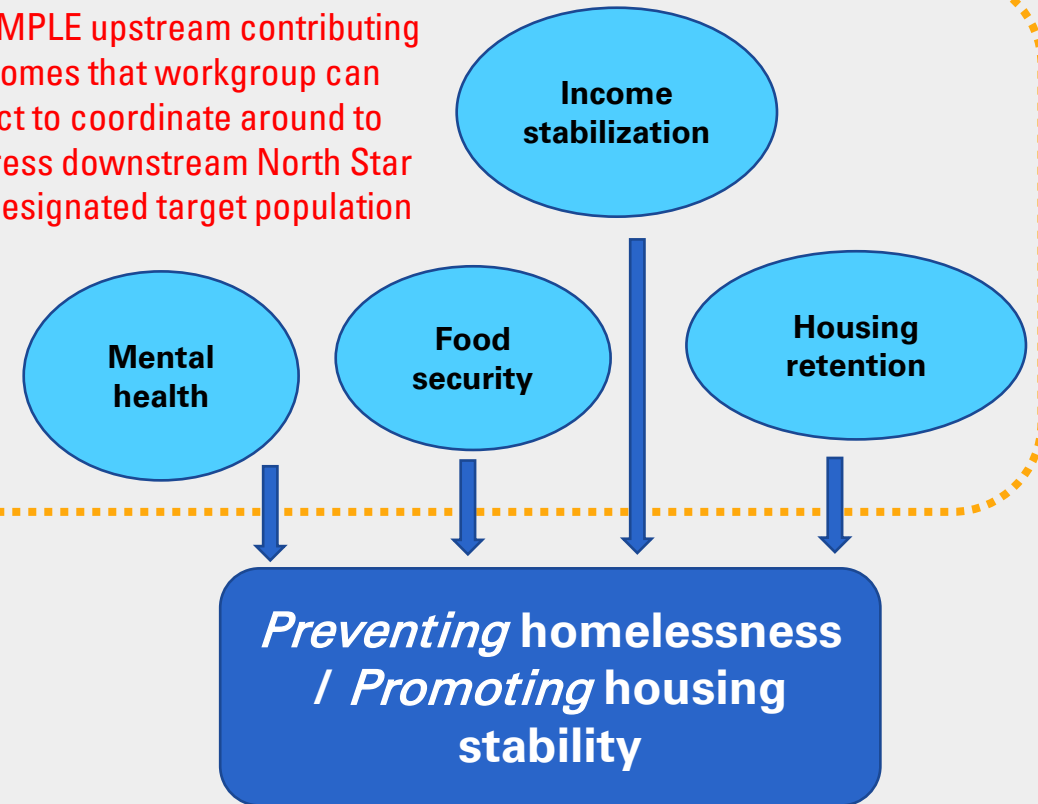 MPLE upstream contributing
omes that workgroup can
ct to coordinate around to
ress downstream North Star
esignated target population
Income
stabilization
Mental
health
Food
security
Housing
retention
Preventing homelessness
/ Promoting housing
stability